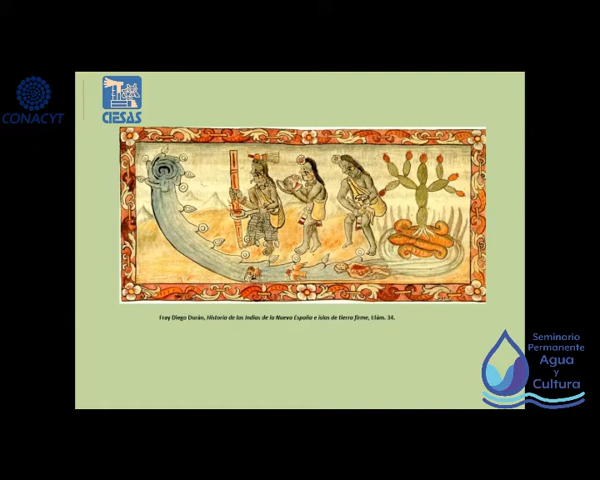 CONACYT
CIESAS
Fray Diego Durán, Historia de las Indias de la Nueva España e islas de tierra firme, Lám. 34.
Seminario
Permanente
Agua
y
Cultura